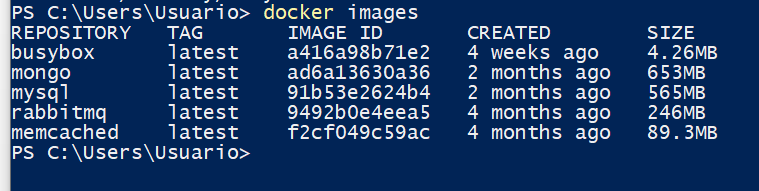 PS C:\Users\Usuario> docker images
REPOSITORY TAG IMAGE ID CREATED SIZE
busybox latest a416a98b71e2 4 weeks ago 4.26MB
mongo latest ad6a13630a36 2 months ago 653MB
mysql latest 91b53e2624b4 2 months ago 565MB
rabbitmq latest 9492b0e4eea5 4 months ago 246MB
memcached latest f2cf049c59ac 4 months ago 89.3MB
PS C:\Users\Usuario>